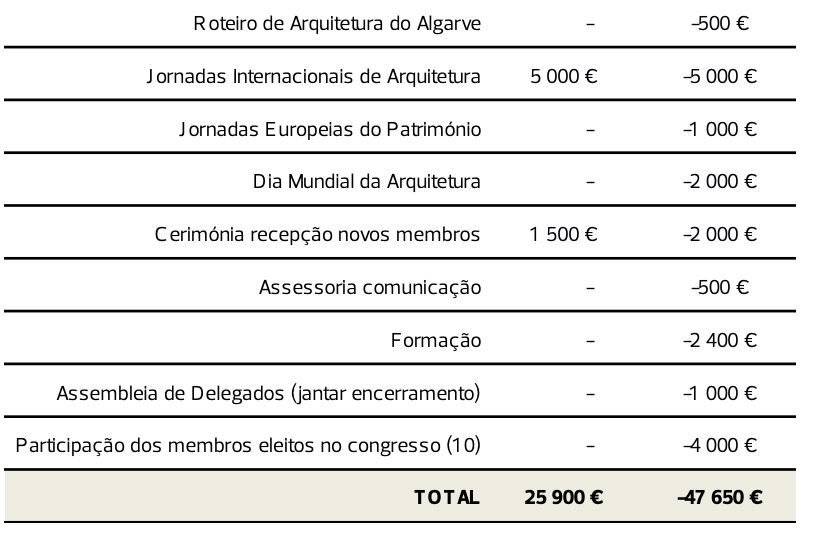 Roteiro de Arquitetura do Algarve – -500 €
Jornadas Internacionais de Arquitetura 5 000 € -5 000 €
Jornadas Europeias do Património – -1 000 €
Dia Mundial da Arquitetura – -2 000 €
Cerimónia recepção novos membros 1 500 € -2 000 €
Assessoria comunicação – -500 €
Formação – -2 400 €
Assembleia de Delegados (jantar encerramento) – -1 000 €
Participação dos membros eleitos no congresso (10) – -4 000 €
TOTAL 25 900 € -47 650 €